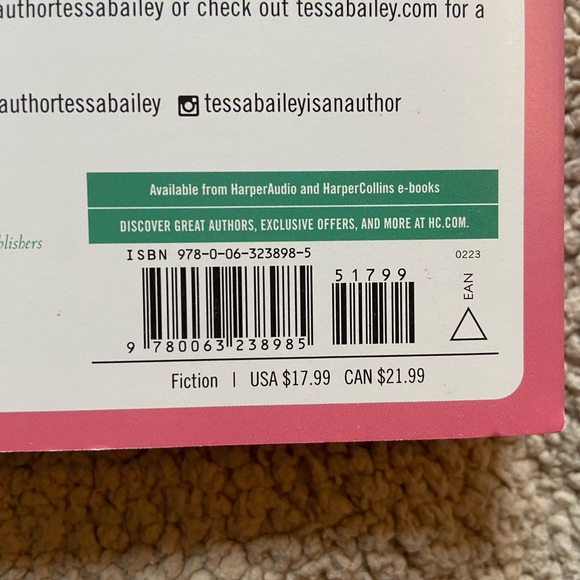 authortessabailey or check out tessabailey.com for a
authortessabailey tessabaileyisanauthor
Available from HarperAudio and HarperCollins e-books
DISCOVER GREAT AUTHORS, EXCLUSIVE OFFERS, AND MORE AT HC.COM.
blishers
ISBN 978-0-06-323898-5
51799
0223
EAN
9 780063 238985
Fiction | USA $17.99 CAN $21.99